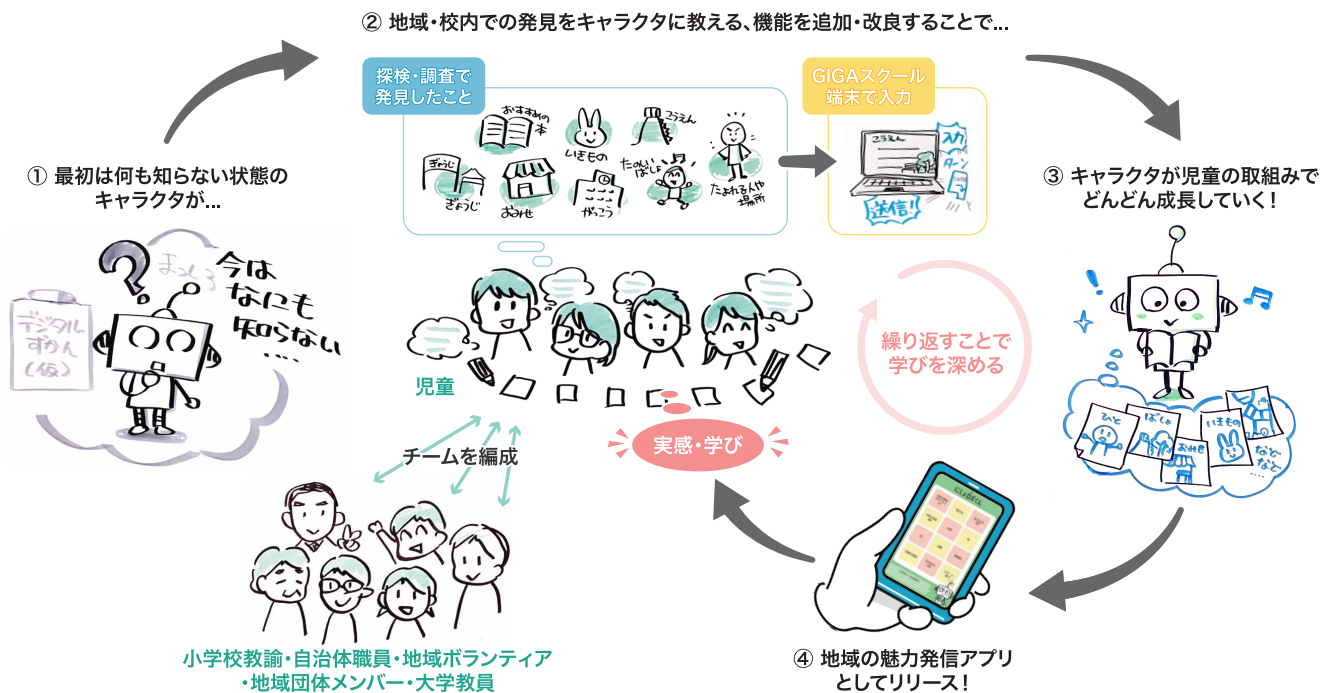 ② 地域・校内での発見をキャラクタに教える、機能を追加・改良することで...
探検・調査で
発見したこと
GIGAスクール
端末で入力
おすすめの
本
いきもの
こうえん
ぎょうじ
ぎょうじ
おみせ
がっこう
たのしい
ばしょ
たよれる人や
場所
こうえん
入力
ターン
送信!!
① 最初は何も知らない状態の
キャラクタが...
今は
なにも
知らない
....
デジタル
ずかん
(仮)
③ キャラクタが児童の取組みで
どんどん成長していく！
ひと
ばしょ
おみせ
いきもの
など
など
....
繰り返すことで
学びを深める
児童
実感・学び
チームを編成
小学校教諭・自治体職員・地域ボランティア
・地域団体メンバー・大学教員
④ 地域の魅力発信アプリ
としてリリース！